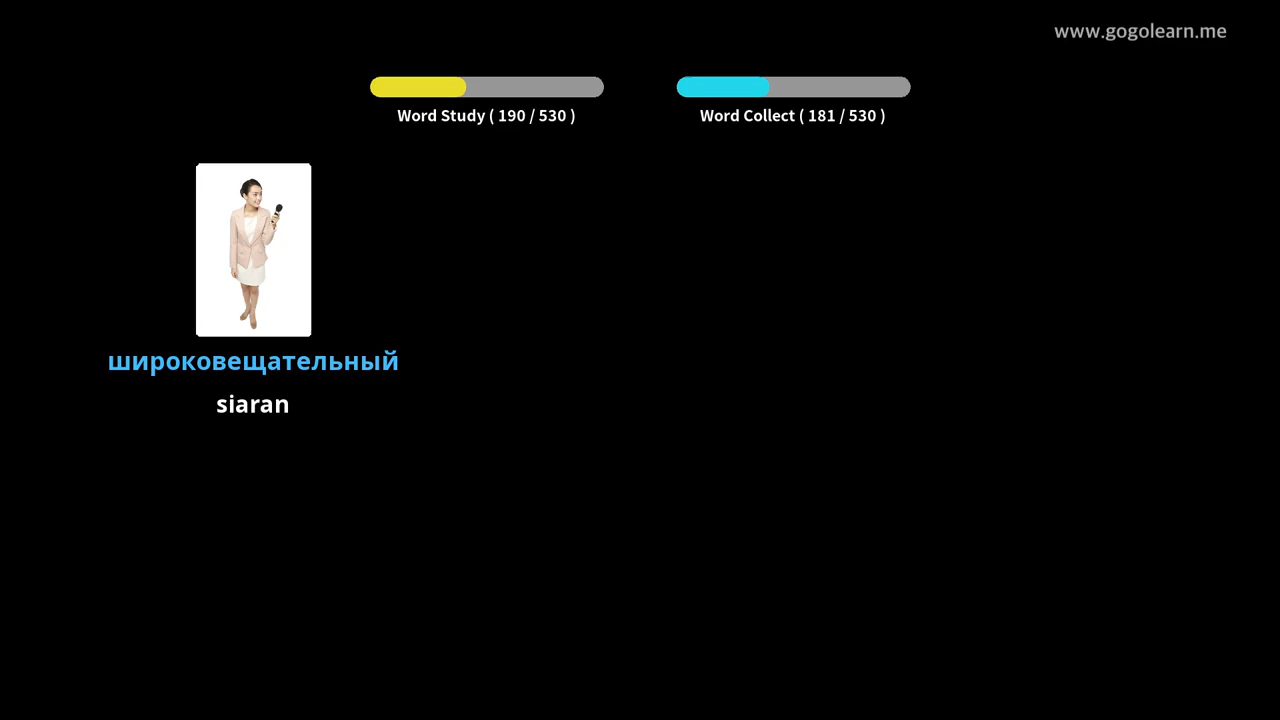 www.gogolearn.me
Word Study ( 190 / 530 )
Word Collect ( 181 / 530 )
широковещательный
siaran